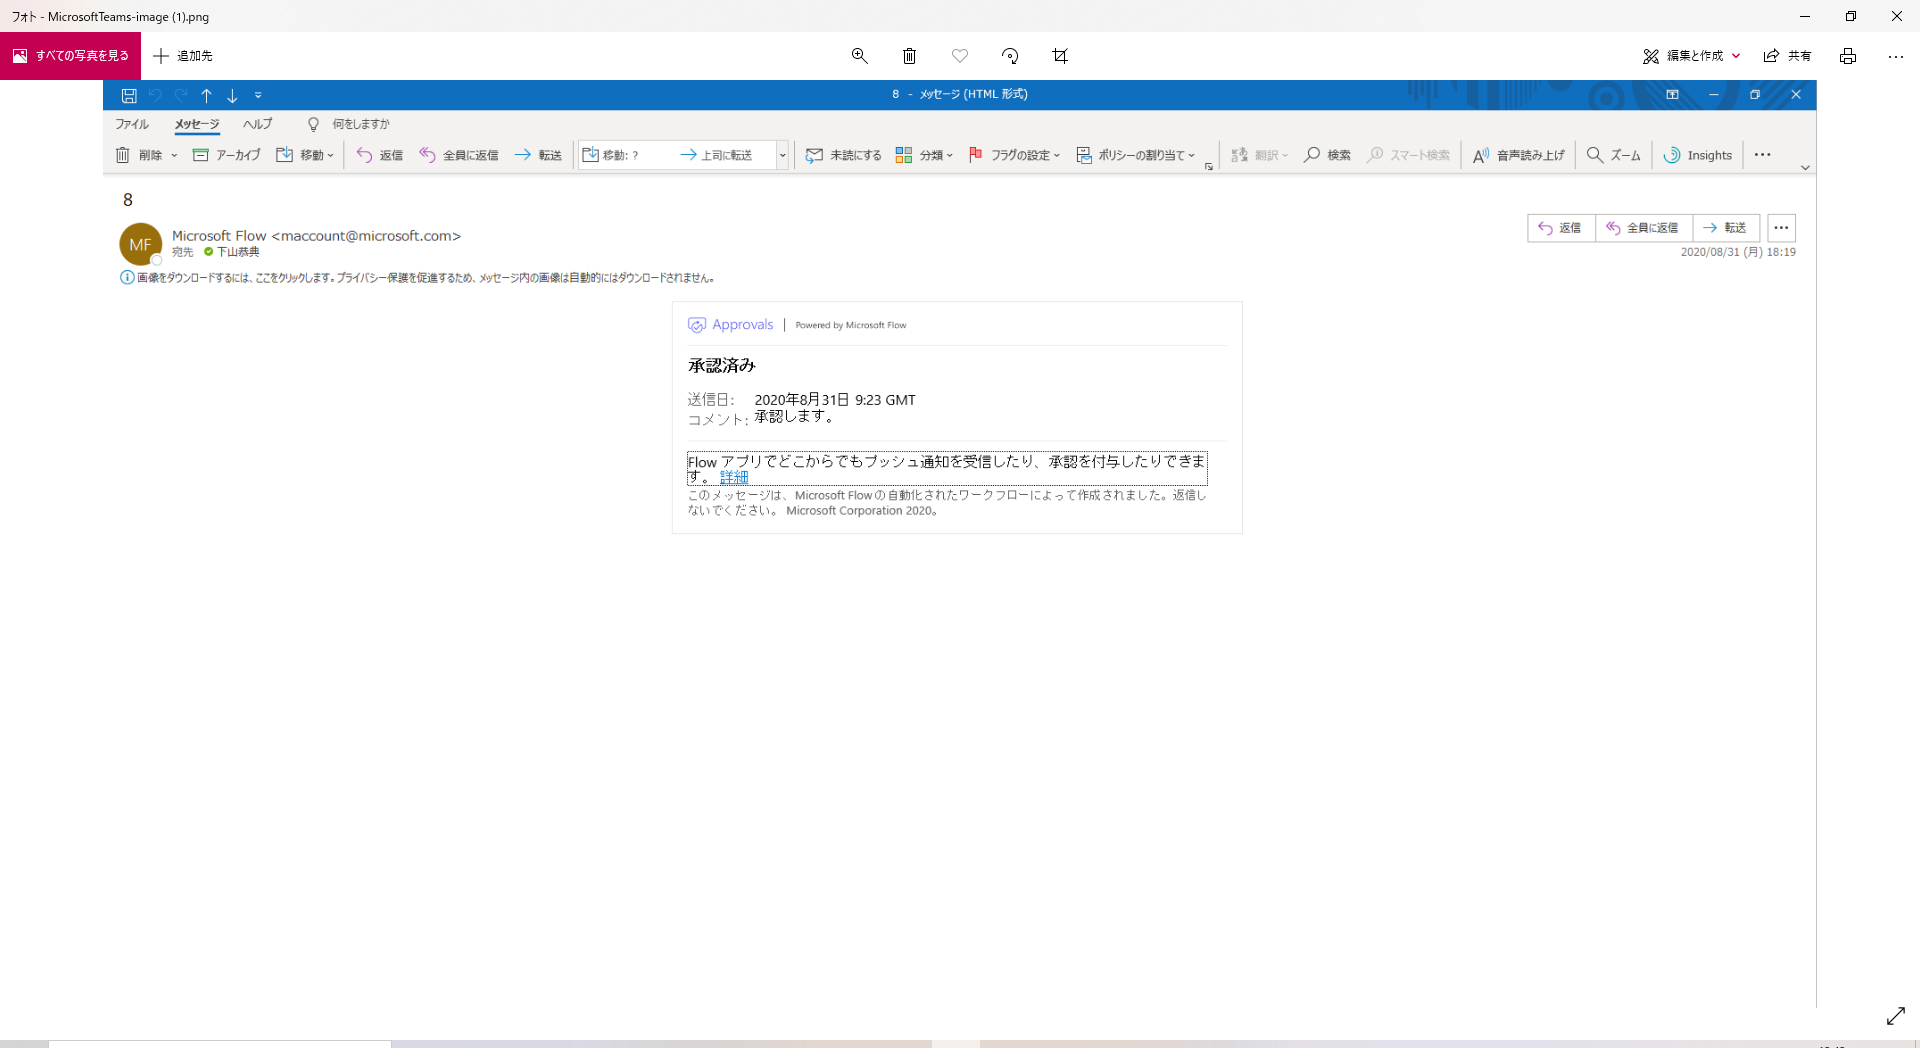 フォト - MicrosoftTeams-image (1).png
すべての写真を見る 追加先 編集と作成 共有
8 - メッセージ (HTML 形式)
ファイル メッセージ ヘルプ 何をしますか
削除 アーカイブ 移動 返信 全員に返信 転送 移動: ? 上司に転送 未読にする 分類 フラグの設定 ポリシーの割り当て 翻訳 検索 スマート検索 音声読み上げ ズーム Insights
8
MF
Microsoft Flow <maccount@microsoft.com>
宛先 下山恭典
返信 全員に返信 転送
2020/08/31 (月) 18:19
画像をダウンロードするには、ここをクリックします。プライバシー保護を促進するため、メッセージ内の画像は自動的にはダウンロードされません。
Approvals | Powered by Microsoft Flow
承認済み
送信日: 2020年8月31日 9:23 GMT
コメント: 承認します。
Flow アプリでどこからでもプッシュ通知を受信したり、承認を付与したりできま
す。 詳細
このメッセージは、Microsoft Flowの自動化されたワークフローによって作成されました。返信し
ないでください。 Microsoft Corporation 2020。